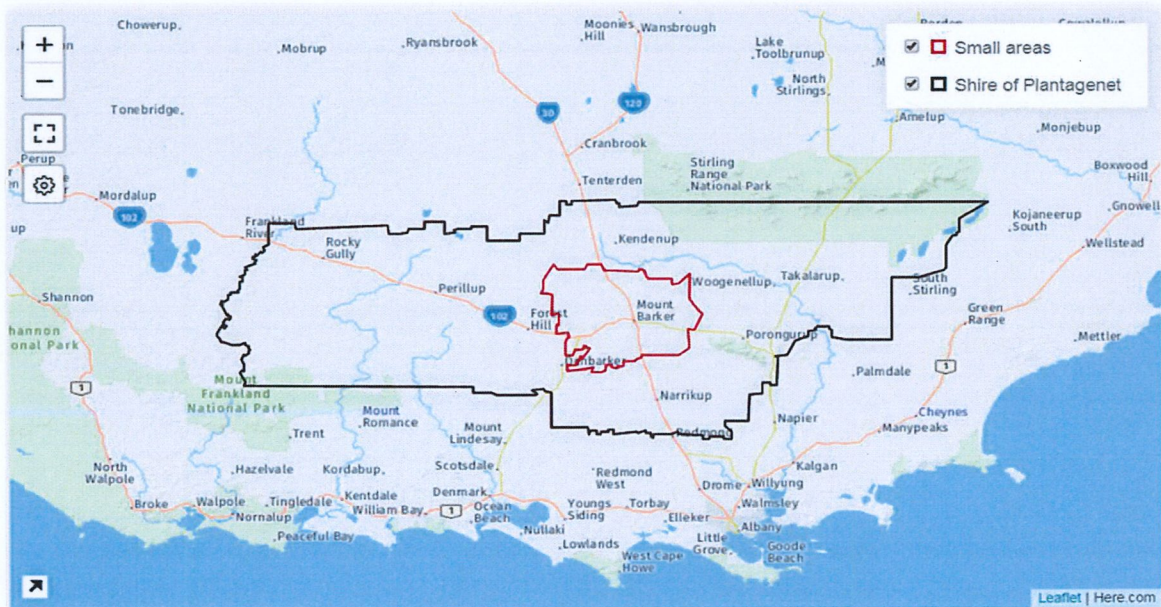 Chowerup.
Mobrup
Ryansbrook
Moonies
Hill
Wansbrough
Lake
Toolbrunup
North
Stirlings
+
−
Small areas
Shire of Plantagenet
Tonebridge.
30
120
Amelup
Monjebup
Cranbrook
Perup
Mordalup
102
Tenterden
Stirling
Range
National Park
Boxwood
Hill
Gnowell
up
Frankland
River
Rocky
Gully
Kendenup
Kojaneerup
South
Wellstead
Perillup
Woogenellup
Takalarup
South
Stirling
Shannon
102
Forest
Hill
Mount
Barker
Green
Range
hannon
onal Park
Denbarker
Porongurup
Mettler
1
Palmdale
1
Mount
Frankland
National Park
Narrikup
Mount
Romance
Napier
Cheynes
Trent
Mount
Lindesay
Redmond
Manypeaks
North
Walpole
Hazelvale
Kordabup
Scotsdale
Redmond
West
Kalgan
Broke
Walpole
Tingledale
Kentdale
Denmark
Drome
Willyung
Nornalup
William Bay
1
Ocean
Beach
Youngs
Siding
Torbay
Walmsley
Peaceful Bay
Nullaki
Elleker
Albany
Lowlands
West Cape
Howe
Little
Grove
Goode
Beach
Leaflet | Here.com